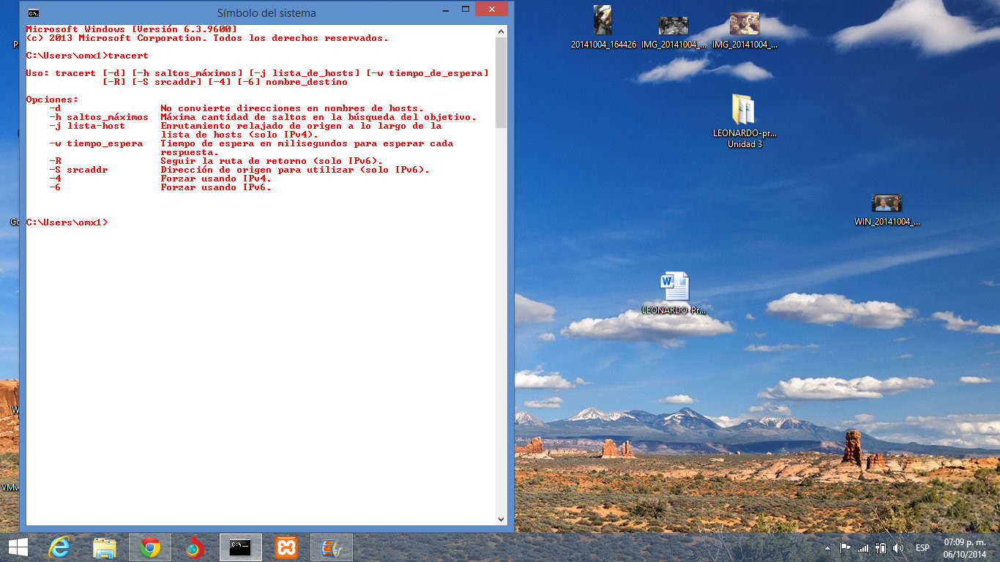 Símbolo del sistema
Microsoft Windows [Versión 6.3.9600]
(c) 2013 Microsoft Corporation. Todos los derechos reservados.
C:\Users\omx1>tracert
Uso: tracert [-d] [-h saltos_máximos] [-j lista_de_hosts] [-w tiempo_de_espera]
[-R] [-S srcaddr] [-4] [-6] nombre_destino
Opciones:
-d No convierte direcciones en nombres de hosts.
-h saltos_máximos Máxima cantidad de saltos en la búsqueda del objetivo.
-j lista-host Enrutamiento relajado de origen a lo largo de la
lista de hosts (solo IPv4).
-w tiempo_espera Tiempo de espera en milisegundos para esperar cada
respuesta.
-R Seguir la ruta de retorno (solo IPv6).
-S srcaddr Dirección de origen para utilizar (solo IPv6).
-4 Forzar usando IPv4.
-6 Forzar usando IPv6.
C:\Users\omx1>
20141004_164426
IMG_20141004_...
IMG_20141004_...
LEONARDO-pr...
Unidad 3
WIN_20141004_...
LEONARDO-Pr...
ESP
07:09 p. m.
06/10/2014